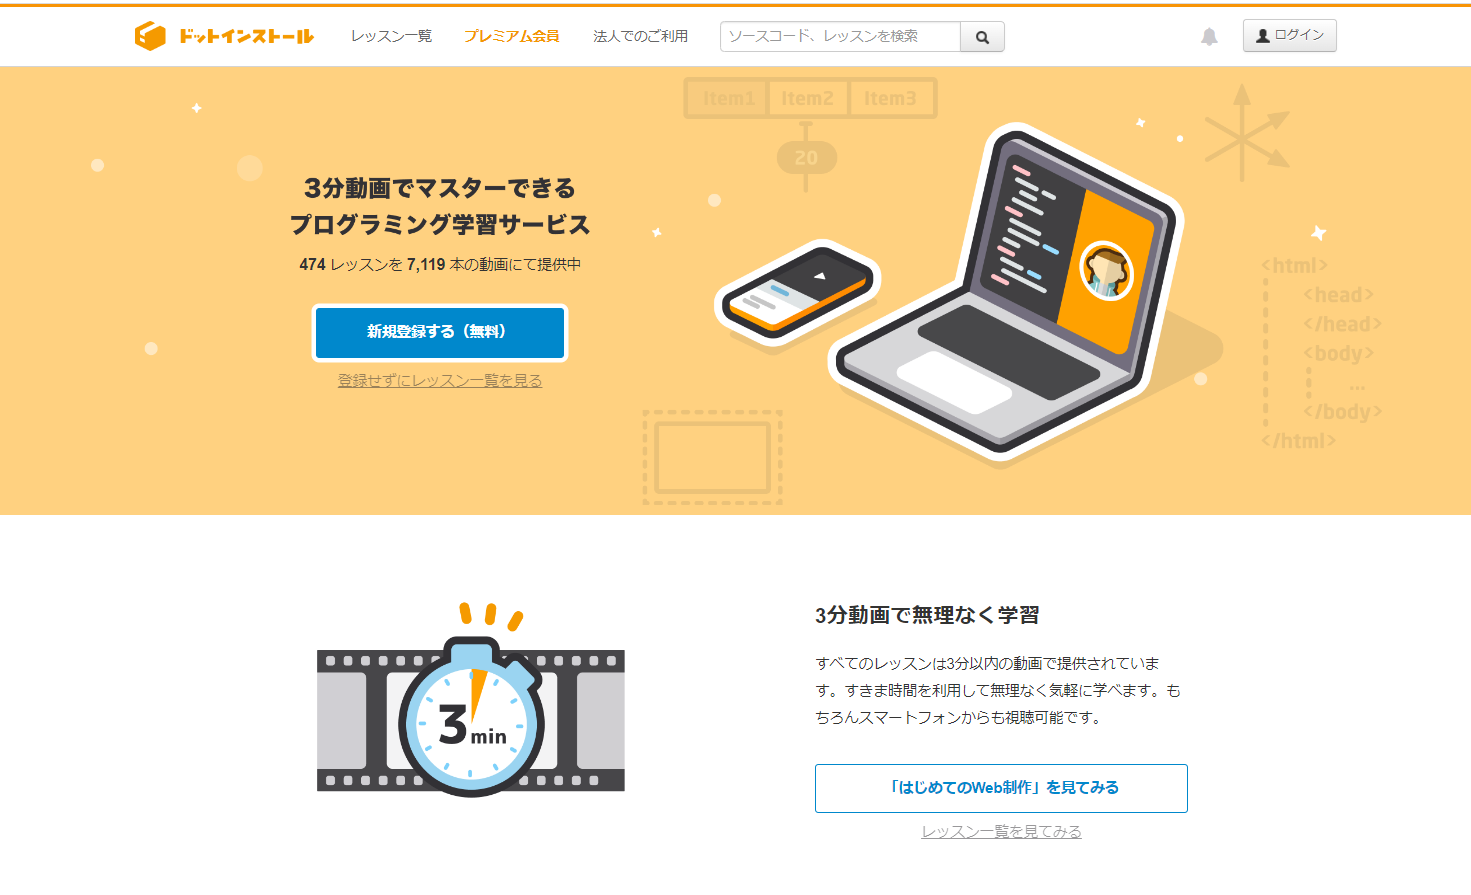 ドットインストール
レッスン一覧
プレミアム会員
法人でのご利用
ソースコード、レッスンを検索
ログイン
Item1 Item2 Item3
20
3分動画でマスターできる
プログラミング学習サービス
474 レッスンを 7,119 本の動画にて提供中
新規登録する（無料）
登録せずにレッスン一覧を見る
<html>
<head>
</head>
<body>
...
</body>
</html>
3 min
3分動画で無理なく学習
すべてのレッスンは3分以内の動画で提供されていま
す。すきま時間を利用して無理なく気軽に学べます。も
ちろんスマートフォンからも視聴可能です。
「はじめてのWeb制作」を見てみる
レッスン一覧を見てみる